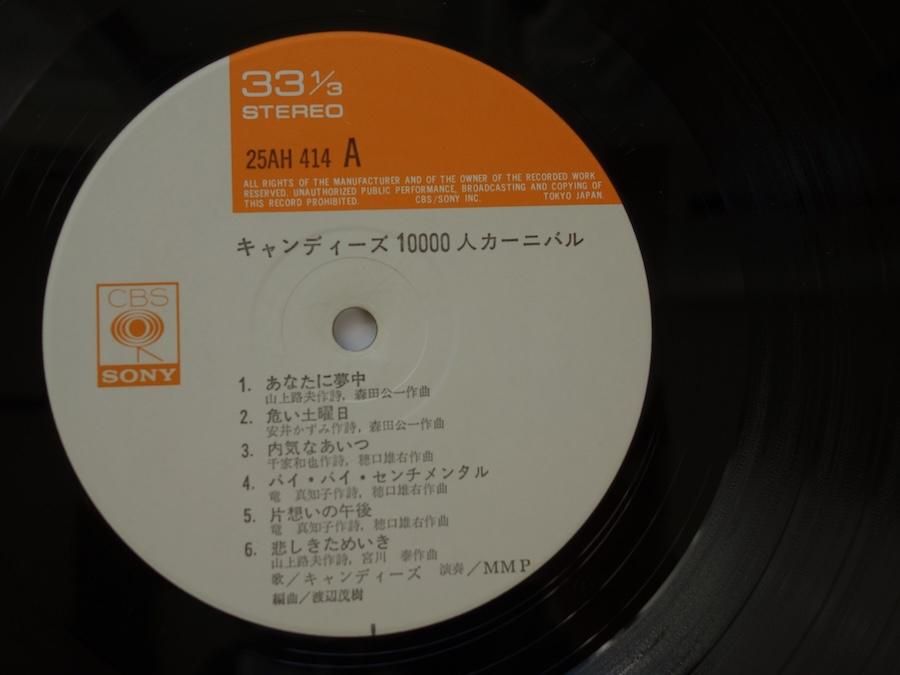 33 1/3
STEREO
25AH 414 A
ALL RIGHTS OF THE MANUFACTURER AND OF THE OWNER OF THE RECORDED WORK
RESERVED. UNAUTHORIZED PUBLIC PERFORMANCE, BROADCASTING AND COPYING OF
THIS RECORD PROHIBITED. CBS/SONY INC. TOKYO JAPAN.
キャンディーズ 10000 人カーニバル
CBS
SONY
1. あなたに夢中
山上路夫作詩, 森田公一作曲
2. 危い土曜日
安井かずみ作詩, 森田公一作曲
3. 内気なあいつ
千家和也作詩, 穂口雄右作曲
4. バイ・バイ・センチメンタル
竜 真知子作詩, 穂口雄右作曲
5. 片想いの午後
竜 真知子作詩, 穂口雄右作曲
6. 悲しきためいき
山上路夫作詩, 宮川 泰作曲
歌/キャンディーズ 演奏/MMP
編曲/渡辺茂樹